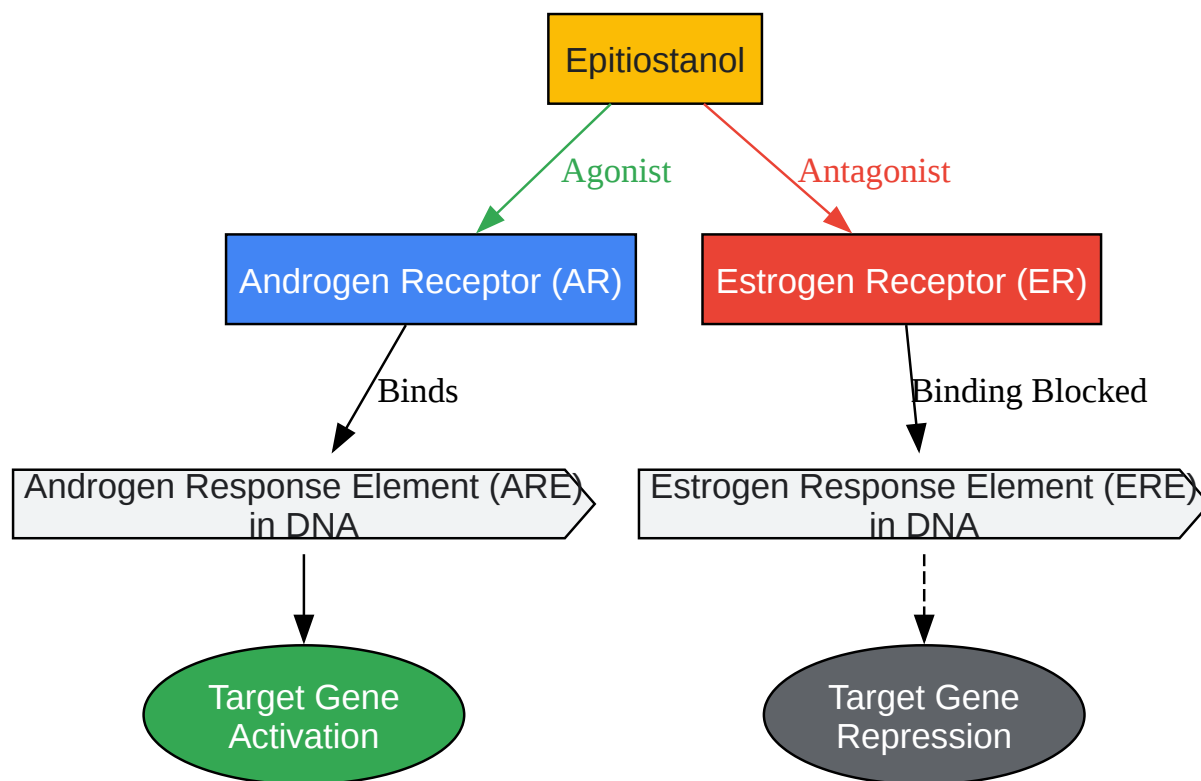 Epitiostanol
Agonist
Antagonist
Androgen Receptor (AR)
Estrogen Receptor (ER)
Binds
Binding Blocked
Androgen Response Element (ARE)
in DNA
Estrogen Response Element (ERE)
in DNA
Target Gene
Activation
Target Gene
Repression